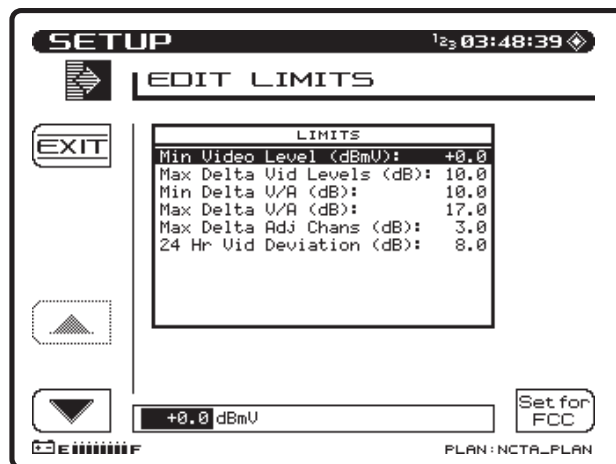 SETUP
123 03:48:39
EDIT LIMITS
EXIT
LIMITS
Min Video Level (dBmV): +0.0
Max Delta Vid Levels (dB): 10.0
Min Delta V/A (dB): 10.0
Max Delta V/A (dB): 17.0
Max Delta Adj Chans (dB): 3.0
24 Hr Vid Deviation (dB): 8.0
+0.0 dBmV
Set for
FCC
E F
PLAN:NCTA_PLAN